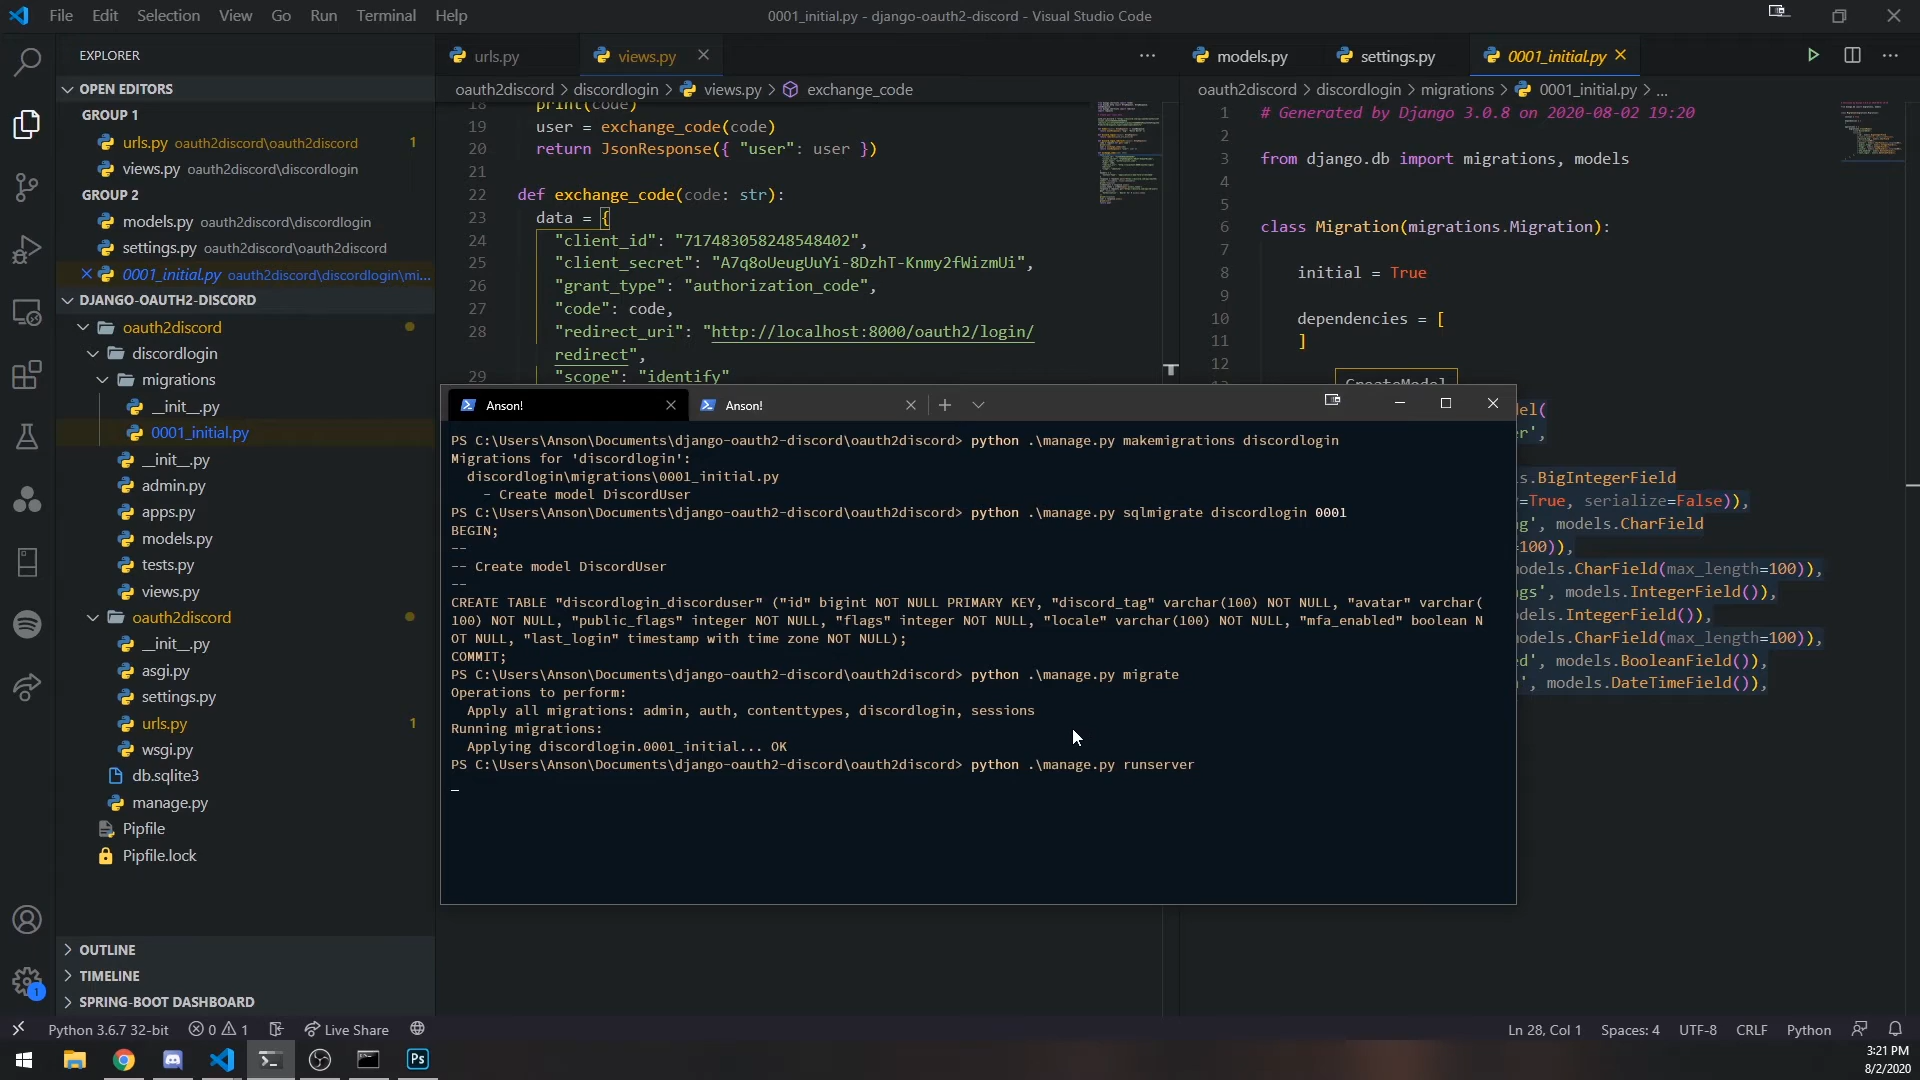 File Edit Selection View Go Run Terminal Help
0001_initial.py - django-oauth2-discord - Visual Studio Code
EXPLORER
OPEN EDITORS
GROUP 1
urls.py oauth2discord\oauth2discord 1
views.py oauth2discord\discordlogin
GROUP 2
models.py oauth2discord\discordlogin
settings.py oauth2discord\oauth2discord
0001_initial.py oauth2discord\discordlogin\mi...
DJANGO-OAUTH2-DISCORD
oauth2discord
discordlogin
migrations
__init__.py
0001_initial.py
__init__.py
admin.py
apps.py
models.py
tests.py
views.py
oauth2discord
__init__.py
asgi.py
settings.py
urls.py 1
wsgi.py
db.sqlite3
manage.py
Pipfile
Pipfile.lock
OUTLINE
TIMELINE
SPRING-BOOT DASHBOARD
urls.py
views.py
oauth2discord > discordlogin > views.py > exchange_code
18 print(code)
19 user = exchange_code(code)
20 return JsonResponse({ "user": user })
21
22 def exchange_code(code: str):
23 data = {
24 "client_id": "717483058248548402",
25 "client_secret": "A7q8oUeugUuYi-8DzhT-Knmy2fWizmUi",
26 "grant_type": "authorization_code",
27 "code": code,
28 "redirect_uri": "http://localhost:8000/oauth2/login/
redirect",
29 "scope": "identify"
models.py
settings.py
0001_initial.py
oauth2discord > discordlogin > migrations > 0001_initial.py > ...
1 # Generated by Django 3.0.8 on 2020-08-02 19:20
2
3 from django.db import migrations, models
4
5
6 class Migration(migrations.Migration):
7
8 initial = True
9
10 dependencies = [
11 ]
12
CreateModel
el(
r',
s.BigIntegerField
=True, serialize=False)),
g', models.CharField
100)),
odels.CharField(max_length=100)),
gs', models.IntegerField()),
dels.IntegerField()),
odels.CharField(max_length=100)),
ed', models.BooleanField()),
', models.DateTimeField()),
Anson!
Anson!
PS C:\Users\Anson\Documents\django-oauth2-discord\oauth2discord> python .\manage.py makemigrations discordlogin
Migrations for 'discordlogin':
discordlogin\migrations\0001_initial.py
- Create model DiscordUser
PS C:\Users\Anson\Documents\django-oauth2-discord\oauth2discord> python .\manage.py sqlmigrate discordlogin 0001
BEGIN;
--
-- Create model DiscordUser
--
CREATE TABLE "discordlogin_discorduser" ("id" bigint NOT NULL PRIMARY KEY, "discord_tag" varchar(100) NOT NULL, "avatar" varchar(
100) NOT NULL, "public_flags" integer NOT NULL, "flags" integer NOT NULL, "locale" varchar(100) NOT NULL, "mfa_enabled" boolean N
OT NULL, "last_login" timestamp with time zone NOT NULL);
COMMIT;
PS C:\Users\Anson\Documents\django-oauth2-discord\oauth2discord> python .\manage.py migrate
Operations to perform:
Apply all migrations: admin, auth, contenttypes, discordlogin, sessions
Running migrations:
Applying discordlogin.0001_initial... OK
PS C:\Users\Anson\Documents\django-oauth2-discord\oauth2discord> python .\manage.py runserver
1
Python 3.6.7 32-bit 0 1 Live Share
Ln 28, Col 1 Spaces: 4 UTF-8 CRLF Python
Ps
3:21 PM
8/2/2020